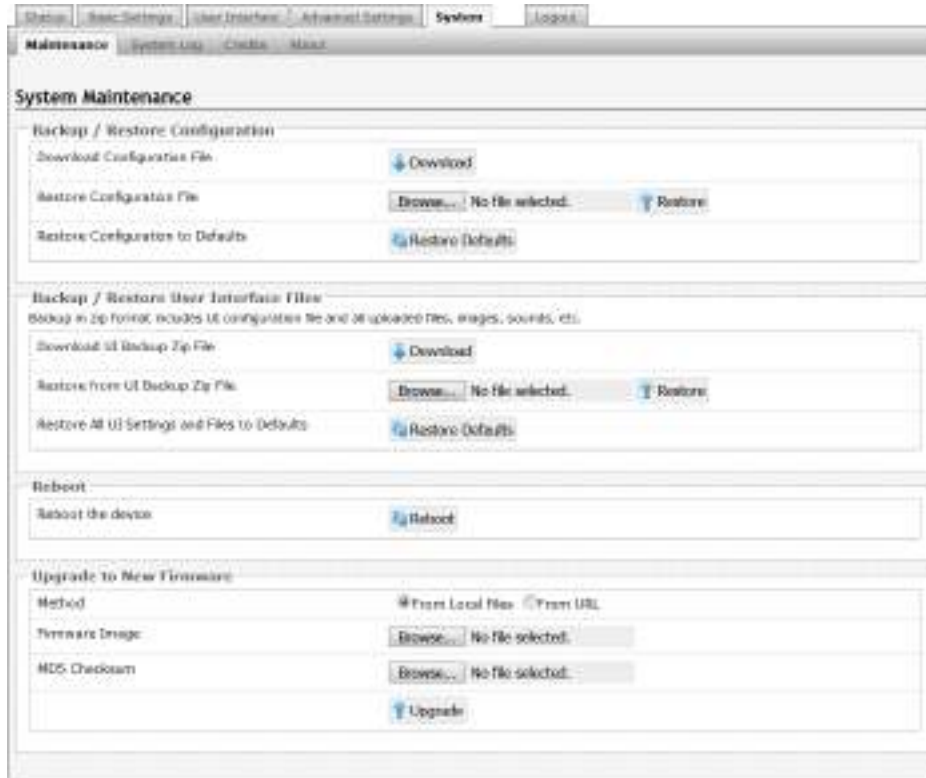 Status Basic Settings User Interface Advanced Settings System Logout
Maintenance System Log Credits About
System Maintenance
Backup / Restore Configuration
Download Configuration File Download
Restore Configuration File Browse... No file selected. Restore
Restore Configuration to Defaults Restore Defaults
Backup / Restore User Interface Files
Backup in zip format includes UI configuration file and all uploaded files, images, sounds, etc.
Download UI Backup Zip File Download
Restore from UI Backup Zip File Browse... No file selected. Restore
Restore All UI Settings and Files to Defaults Restore Defaults
Reboot
Reboot the device Reboot
Upgrade to New Firmware
Method From Local Files From URL
Firmware Image Browse... No file selected.
MD5 Checksum Browse... No file selected.
Upgrade